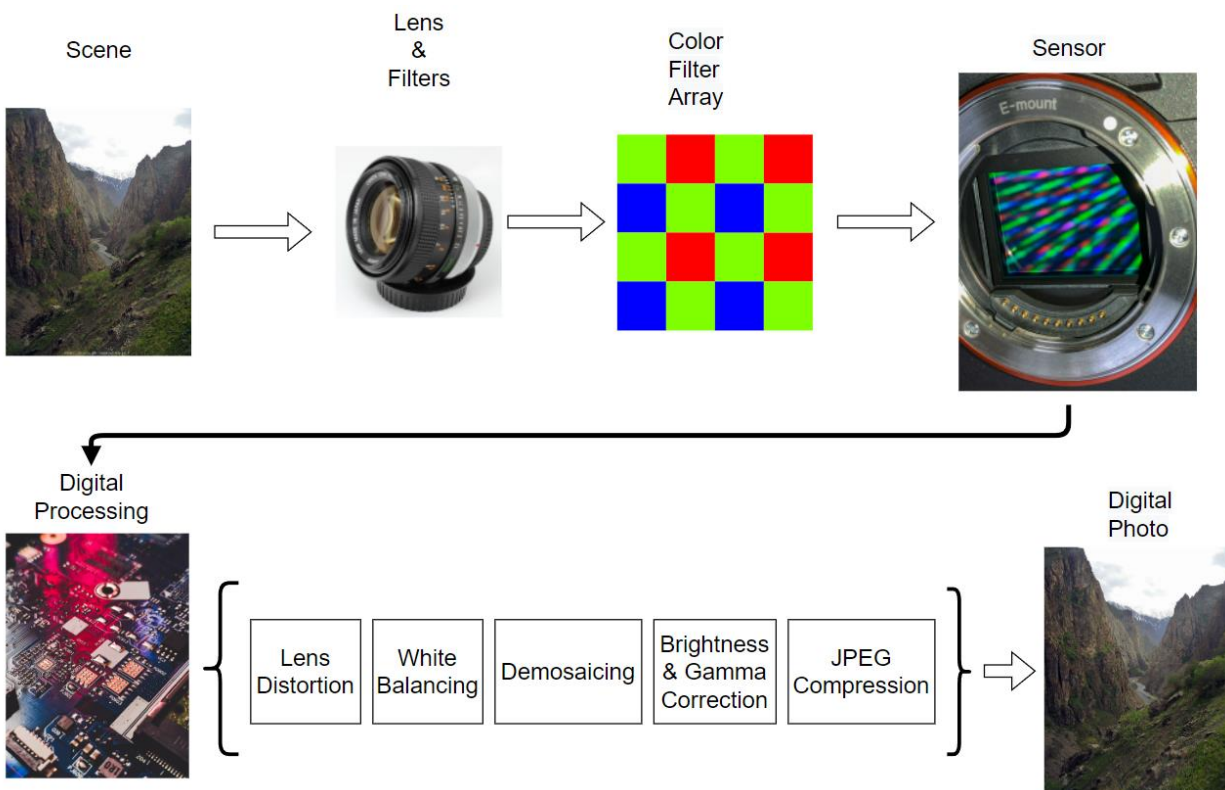 Scene
Lens
&
Filters
Color
Filter
Array
Sensor
E-mount
Digital
Processing
Lens
Distortion
White
Balancing
Demosaicing
Brightness
& Gamma
Correction
JPEG
Compression
Digital
Photo